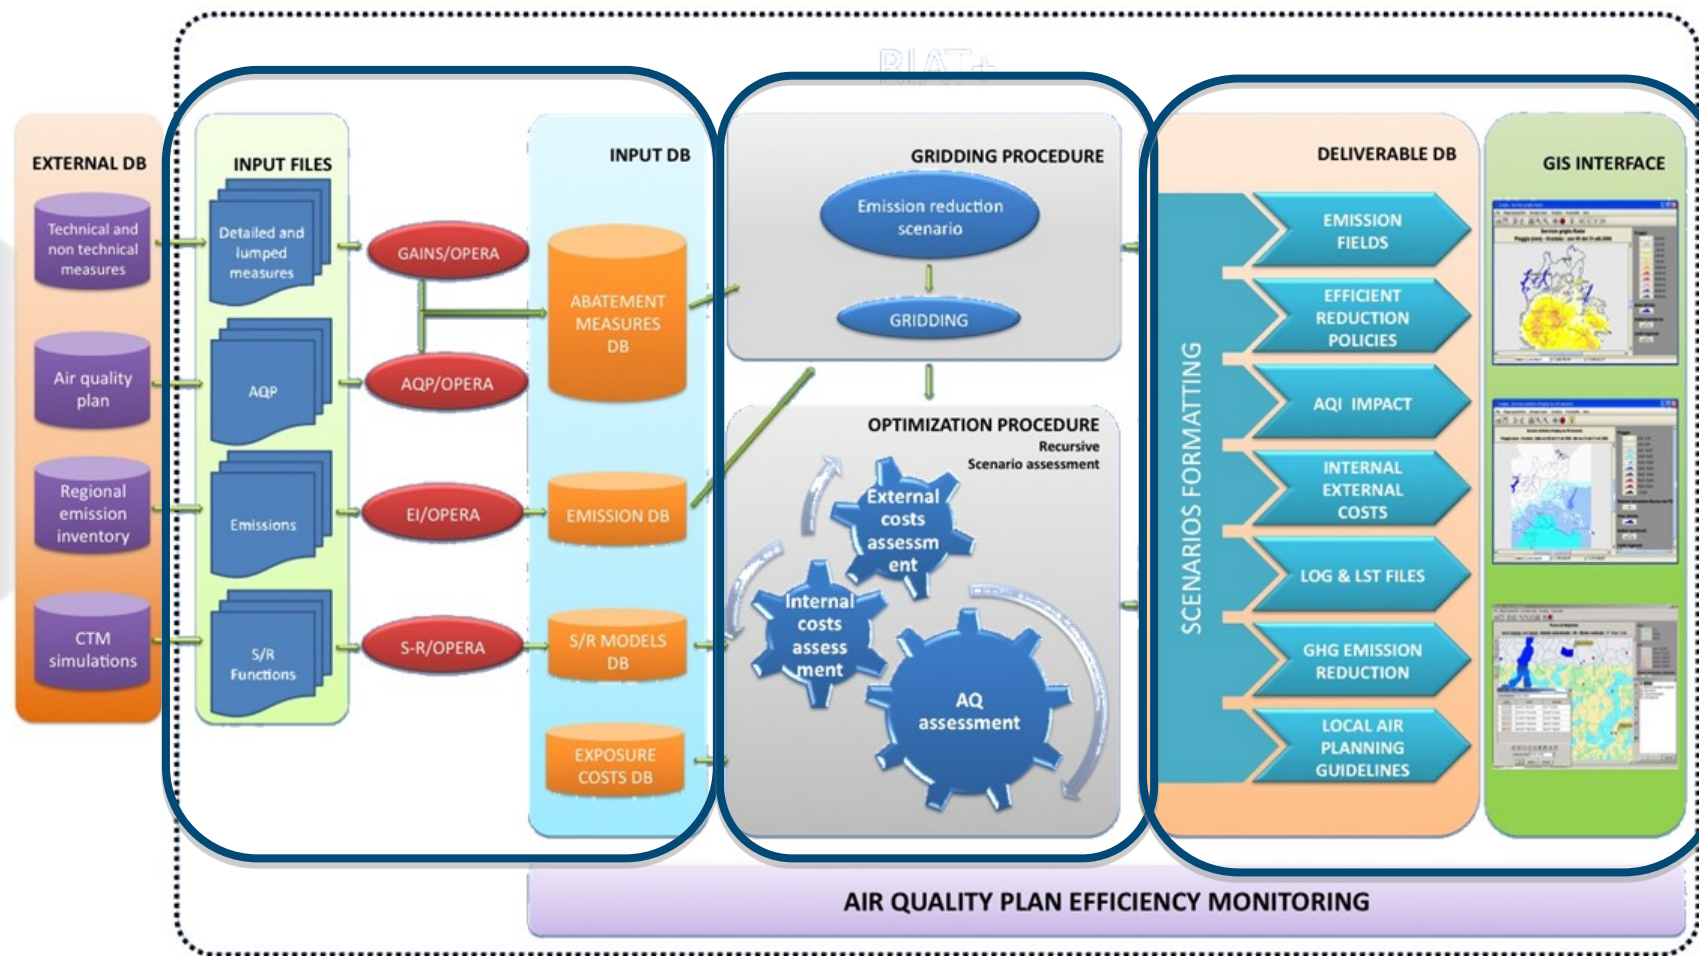 RIAT+
EXTERNAL DB
Technical and
non technical
measures
Air quality
plan
Regional
emission
inventory
CTM
simulations
INPUT FILES
Detailed and
lumped
measures
AQP
Emissions
S/R
Functions
GAINS/OPERA
AQP/OPERA
EI/OPERA
S-R/OPERA
INPUT DB
ABATEMENT
MEASURES
DB
EMISSION DB
S/R MODELS
DB
EXPOSURE
COSTS DB
GRIDDING PROCEDURE
Emission reduction
scenario
GRIDDING
OPTIMIZATION PROCEDURE
Recursive
Scenario assessment
External
costs
assessm
ent
Internal
costs
assess
ment
AQ
assessment
SCENARIOS FORMATTING
DELIVERABLE DB
EMISSION
FIELDS
EFFICIENT
REDUCTION
POLICIES
AQI IMPACT
INTERNAL
EXTERNAL
COSTS
LOG & LST FILES
GHG EMISSION
REDUCTION
LOCAL AIR
PLANNING
GUIDELINES
GIS INTERFACE
AIR QUALITY PLAN EFFICIENCY MONITORING